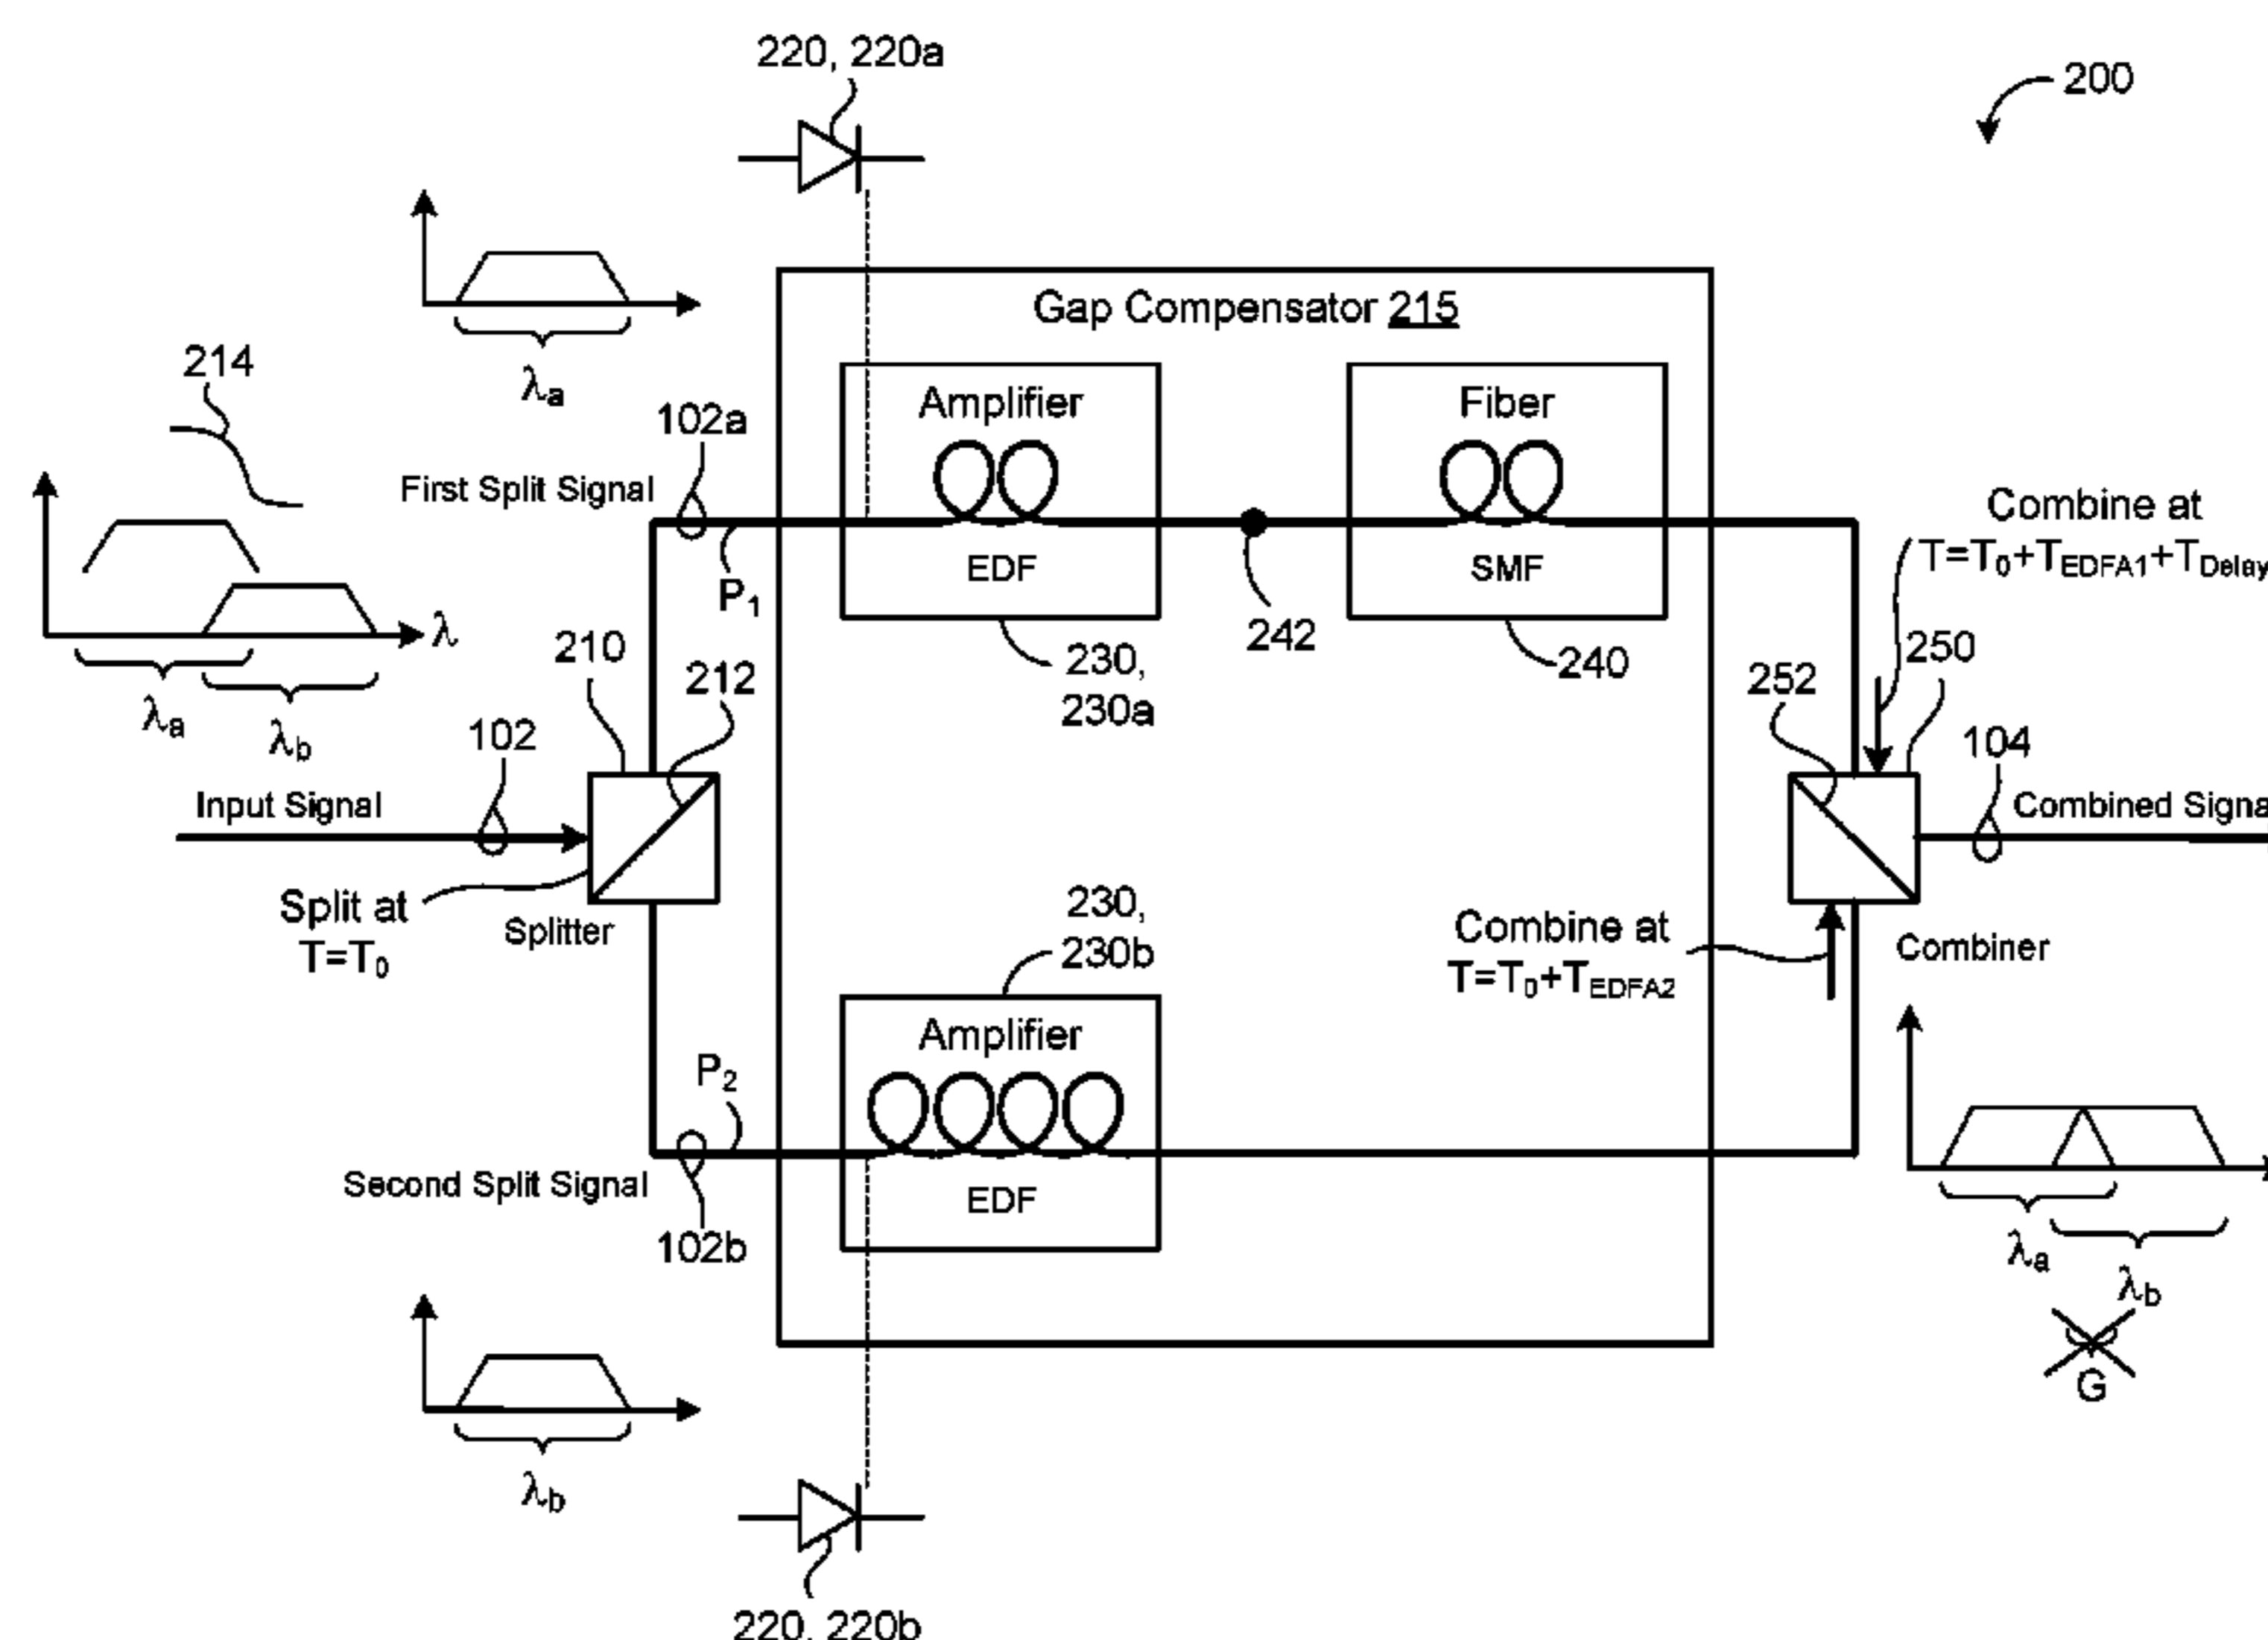 220, 220a
200
Gap Compensator 215
λa
214
102a
First Split Signal
P1
Amplifier
EDF
230,
230a
242
Fiber
SMF
240
Combine at
T=T0+TEDFA1+TDelay
λ
λa
λb
210
212
102
Input Signal
Split at
T=T0
Splitter
252
250
104
Combined Signa
Combine at
T=T0+TEDFA2
Combiner
230,
230b
Amplifier
EDF
P2
Second Split Signal
102b
λa
λb
G
λb
220, 220b